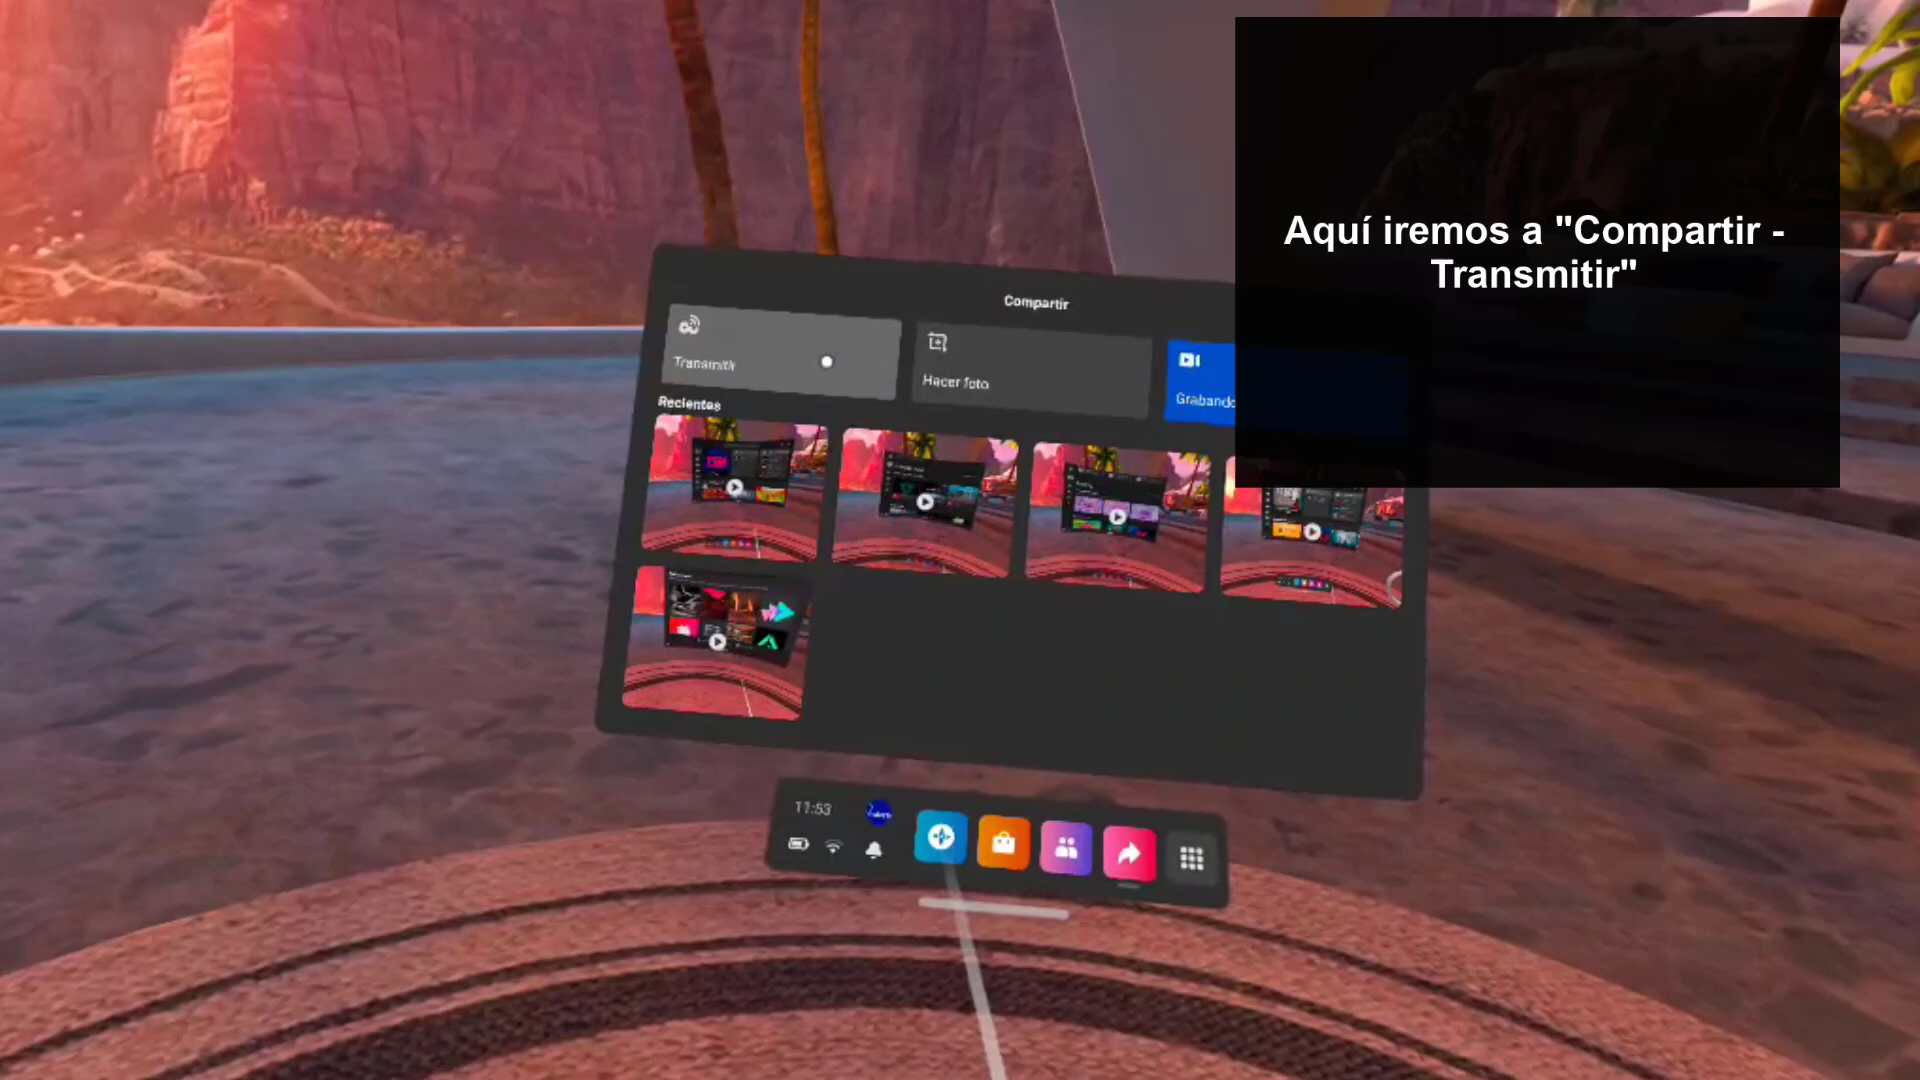 Aquí iremos a "Compartir -
Transmitir"
Compartir
Transmitir
Hacer foto
Grabando
Recientes
11:53